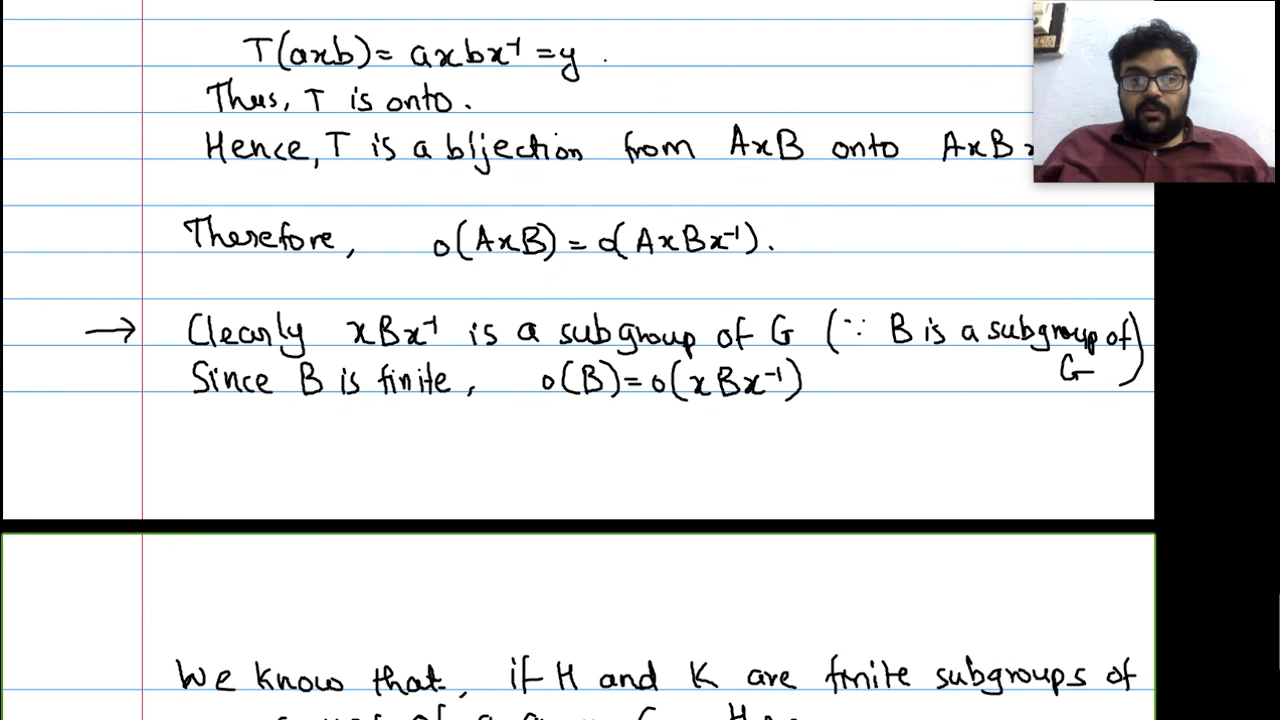 T(axb) = axbx⁻¹ = y .
Thus, T is onto.
Hence, T is a bijection from AxB onto AxB
Therefore, o(AxB) = o(AxBx⁻¹).
→ Clearly xBx⁻¹ is a subgroup of G (∵ B is a subgroup of G)
Since B is finite, o(B) = o(xBx⁻¹)
We know that, if H and K are finite subgroups of